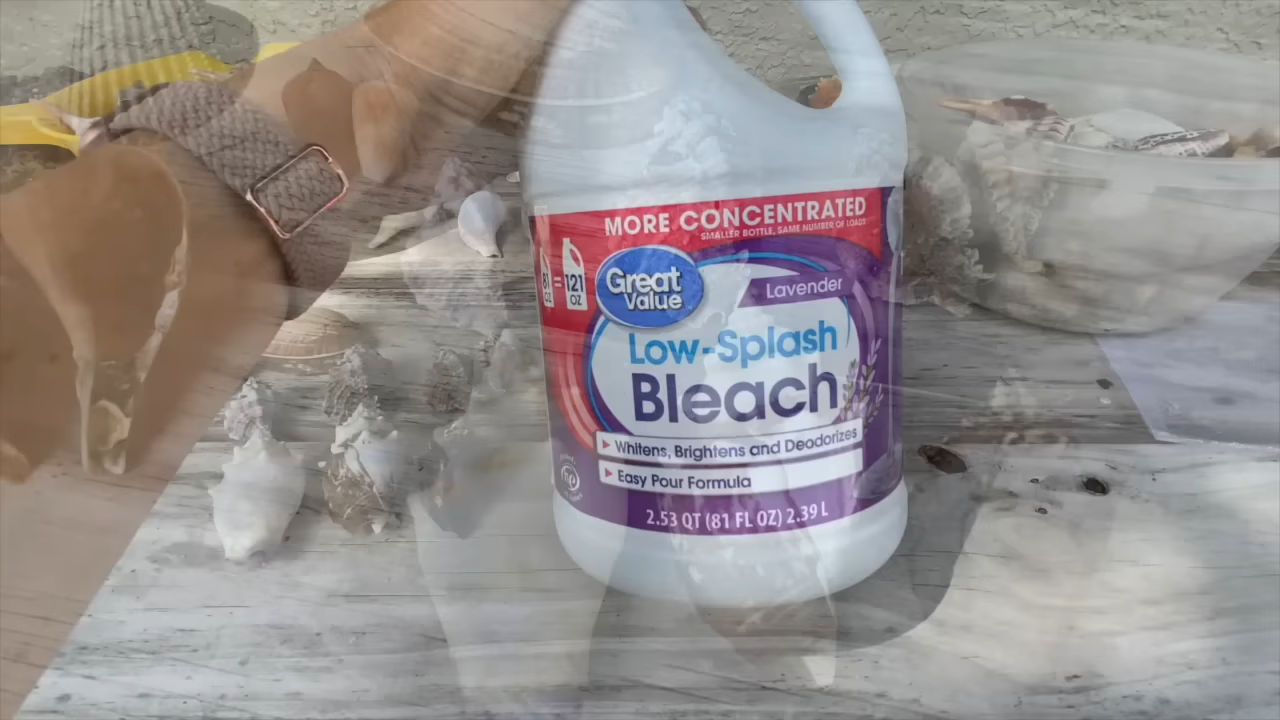 MORE CONCENTRATED
SMALLER BOTTLE, SAME NUMBER OF LOADS
81 OZ = 121 OZ
Great Value
Lavender
Low-Splash
Bleach
Whitens, Brightens and Deodorizes
Easy Pour Formula
2.53 QT (81 FL OZ) 2.39 L